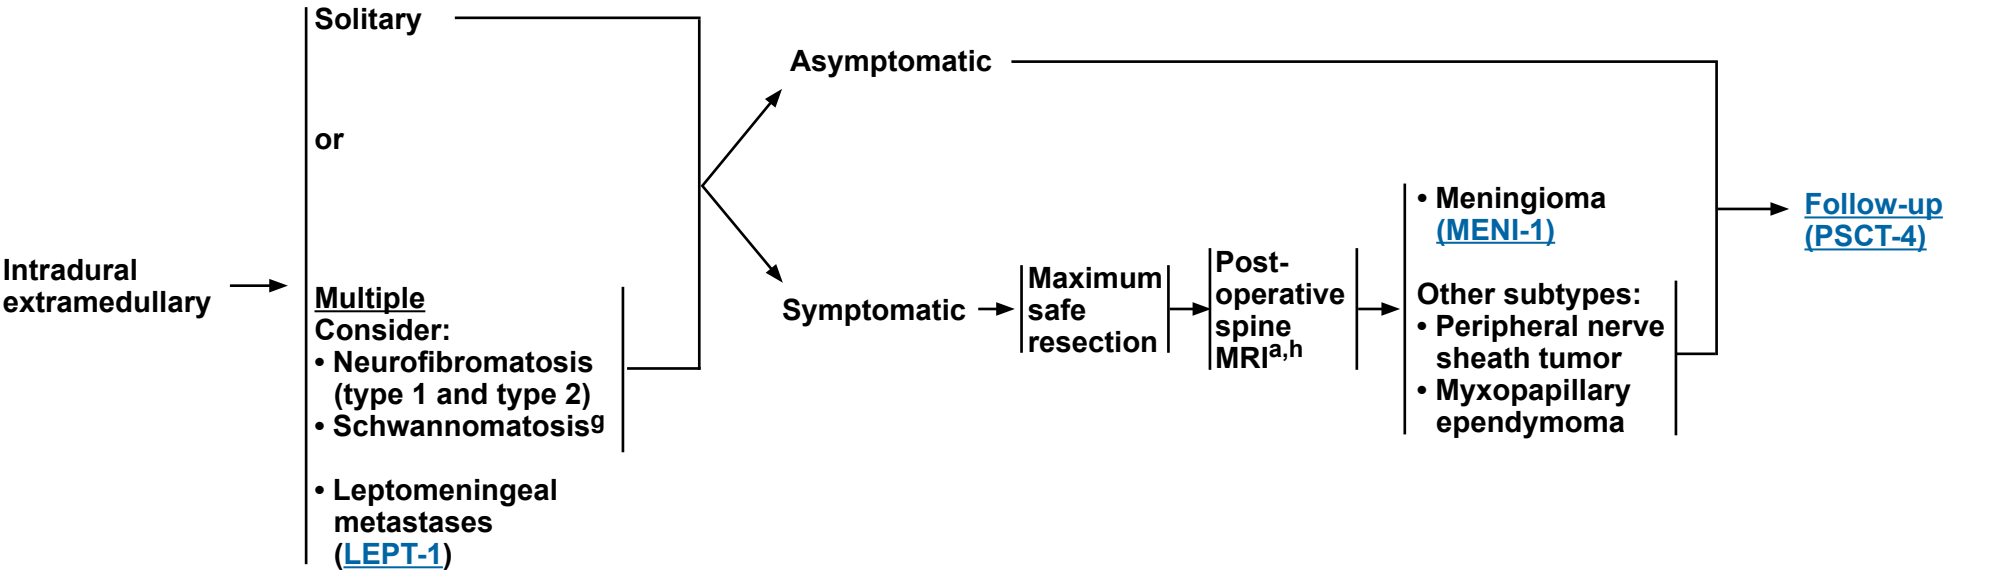 Intradural
extramedullary
Solitary
or
Multiple
Consider:
• Neurofibromatosis
(type 1 and type 2)
• Schwannomatosisg
• Leptomeningeal
metastases
(LEPT-1)
Asymptomatic
Symptomatic
Maximum
safe
resection
Post-
operative
spine
MRIa,h
• Meningioma
(MENI-1)
Other subtypes:
• Peripheral nerve
sheath tumor
• Myxopapillary
ependymoma
Follow-up
(PSCT-4)